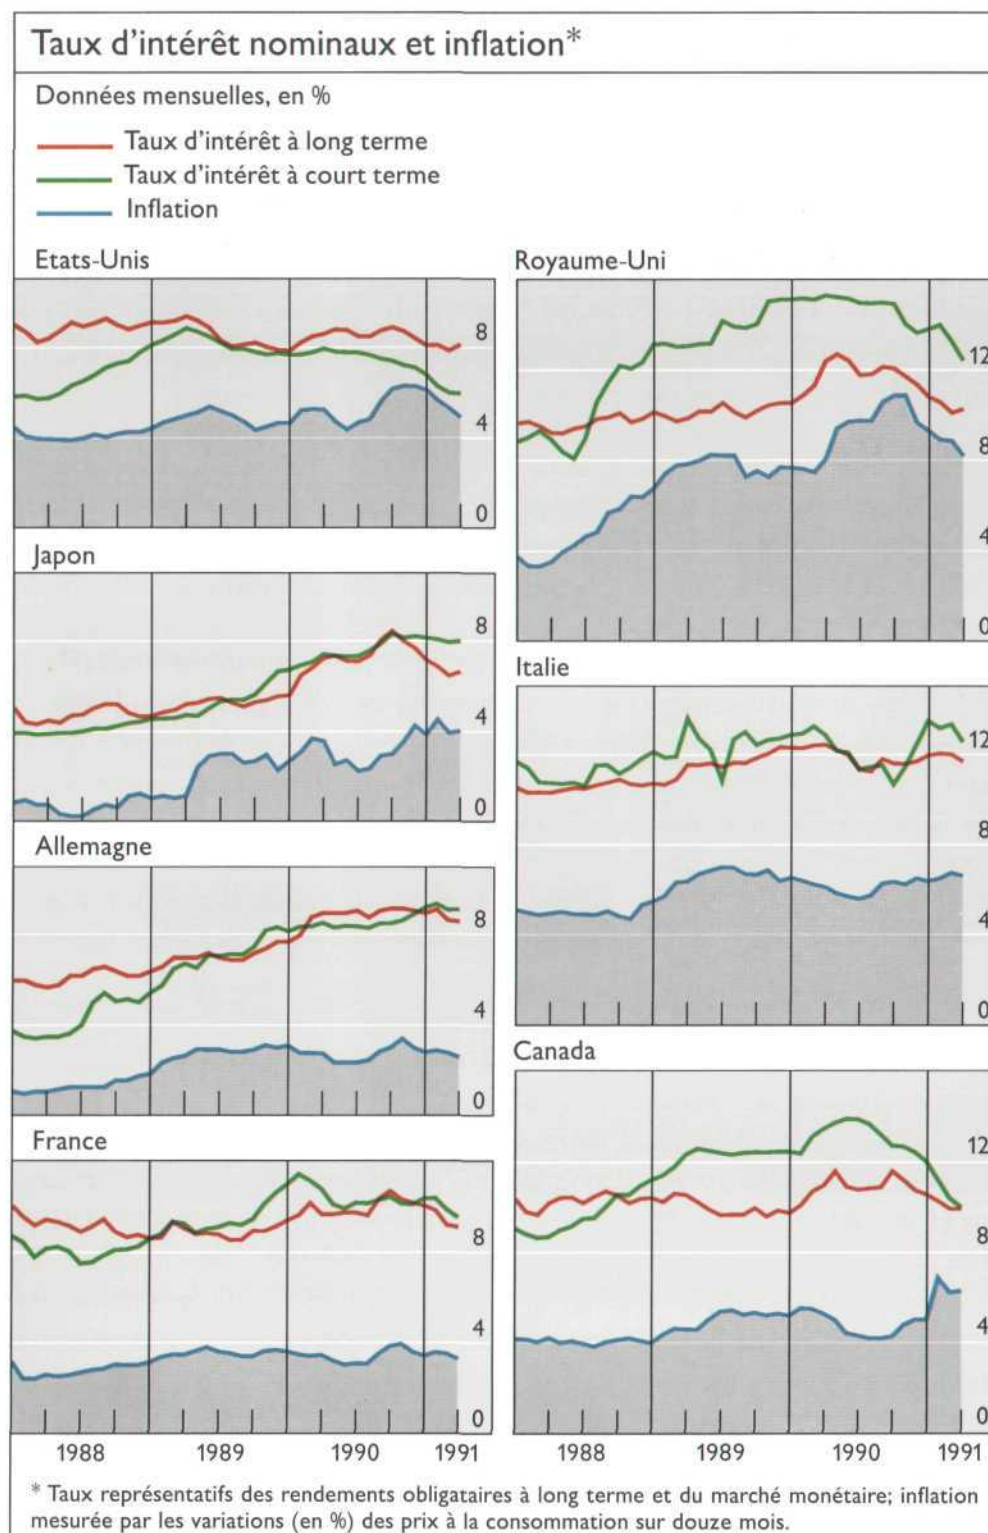 Taux d'intérêt nominaux et inflation*
Données mensuelles, en %
Taux d'intérêt à long terme
Taux d'intérêt à court terme
Inflation
Etats-Unis
8
4
0
Japon
8
4
0
Allemagne
8
4
0
France
8
4
0
1988 1989 1990 1991
Royaume-Uni
12
8
4
0
Italie
12
8
4
0
Canada
12
8
4
0
1988 1989 1990 1991
* Taux représentatifs des rendements obligataires à long terme et du marché monétaire; inflation
mesurée par les variations (en %) des prix à la consommation sur douze mois.